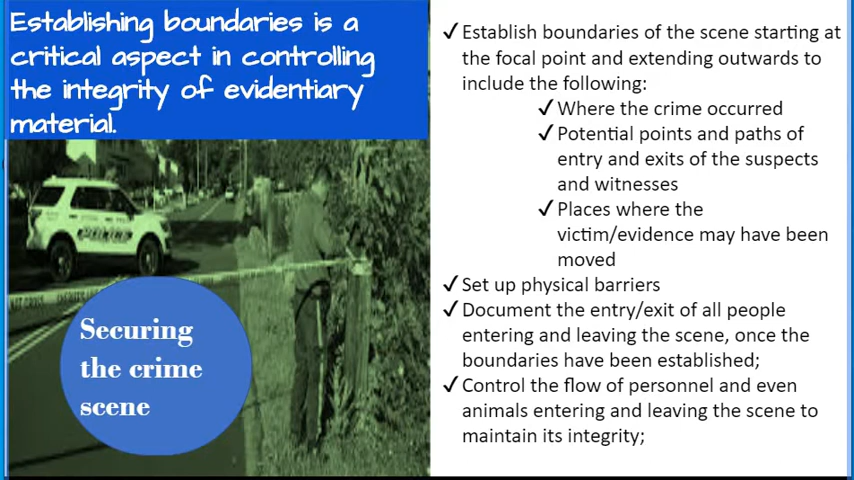 Establishing boundaries is a
critical aspect in controlling
the integrity of evidentiary
material.
POLICE
Securing
the crime
scene
✓ Establish boundaries of the scene starting at
the focal point and extending outwards to
include the following:
✓ Where the crime occurred
✓ Potential points and paths of
entry and exits of the suspects
and witnesses
✓ Places where the
victim/evidence may have been
moved
✓ Set up physical barriers
✓ Document the entry/exit of all people
entering and leaving the scene, once the
boundaries have been established;
✓ Control the flow of personnel and even
animals entering and leaving the scene to
maintain its integrity;